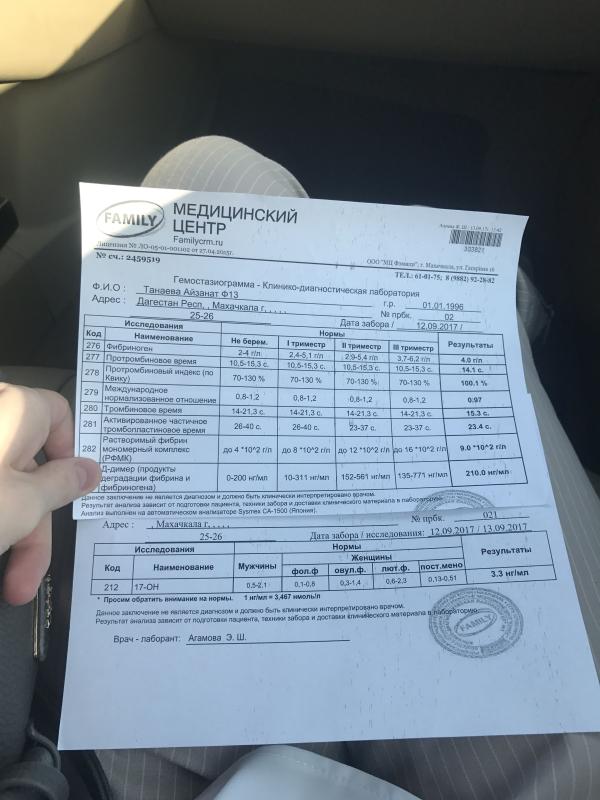 FAMILY
МЕДИЦИНСКИЙ
ЦЕНТР
Familycrm.ru
Лицензия № ЛО-05-01-001102 от 27.04.2015г.
303821
ООО "МЦ Фэмили", г. Махачкала, ул.
№ сч.: 2459519
ТЕЛ.: 61-01-75; 8 (9882) 92-28-82
Гемостазиограмма - Клинико-диагностическая лаборатория
Ф.И.О : Танаева Айзанат Ф13 г.р. 01.01.1996
Адрес : Дагестан Респ, , Махачкала г, , , , , № прбк. 02
25-26 Дата забора / 12.09.2017 /
Исследования Нормы Результаты
Код Наименование Не берем. I триместр II триместр III триместр
276 Фибриноген 2-4 г/л 2,4-5,1 г/л 2,9-5,4 г/л 3,7-6,2 г/л 4.0 г/л
277 Протромбиновое время 10,5-15,3 с. 10,5-15,3 с. 10,5-15,3 с. 10,5-15,3 с. 14.1 с.
278 Протромбиновый индекс (по Квику) 70-130 % 70-130 % 70-130 % 70-130 % 100.1 %
279 Международное нормализованное отношение 0,8-1,2 0,8-1,2 0,8-1,2 0,8-1,2 0.97
280 Тромбиновое время 14-21,3 с. 14-21,3 с. 14-21,3 с. 14-21,3 с. 15.3 с.
281 Активированное частичное тромбопластиновое время 26-40 с. 26-40 с. 23-37 с. 23-37 с. 23.4 с.
282 Растворимый фибрин мономерный комплекс (РФМК) до 4 *10^2 г/л до 8 *10^2 г/л до 12 *10^2 г/л до 16 *10^2 г/л 9.0 *10^2 г/л
Д-димер (продукты деградации фибрина и фибриногена) 0-200 нг/мл 10-311 нг/мл 152-561 нг/мл 135-771 нг/мл 210.0 нг/мл
Данное заключение не является диагнозом и должно быть клинически интерпретировано врачом.
Результат анализа зависит от подготовки пациента, техники забора и доставки клинического материала в лабораторию.
Анализ выполнен на автоматическом анализаторе Sysmex CA-1500 (Япония).
Адрес : , Махачкала г, , , , , № прбк. 021
25-26 Дата забора / исследования: 12.09.2017 / 13.09.2017
Исследования Нормы Результаты
Код Наименование Мужчины Женщины
фол.ф овул.ф лют.ф пост.мено
212 17-ОН 0,5-2,1 0,1-0,8 0,3-1,4 0,6-2,3 0,13-0,51 3.3 нг/мл
* Просим обратить внимание на нормы. 1 нг/мл = 3,467 нмоль/л
Данное заключение не является диагнозом и должно быть клинически интерпретировано врачом.
Результат анализа зависит от подготовки пациента, техники забора и доставки клинического материала в лабораторию.
Врач - лаборант: Агамова Э. Ш.
FAMILY